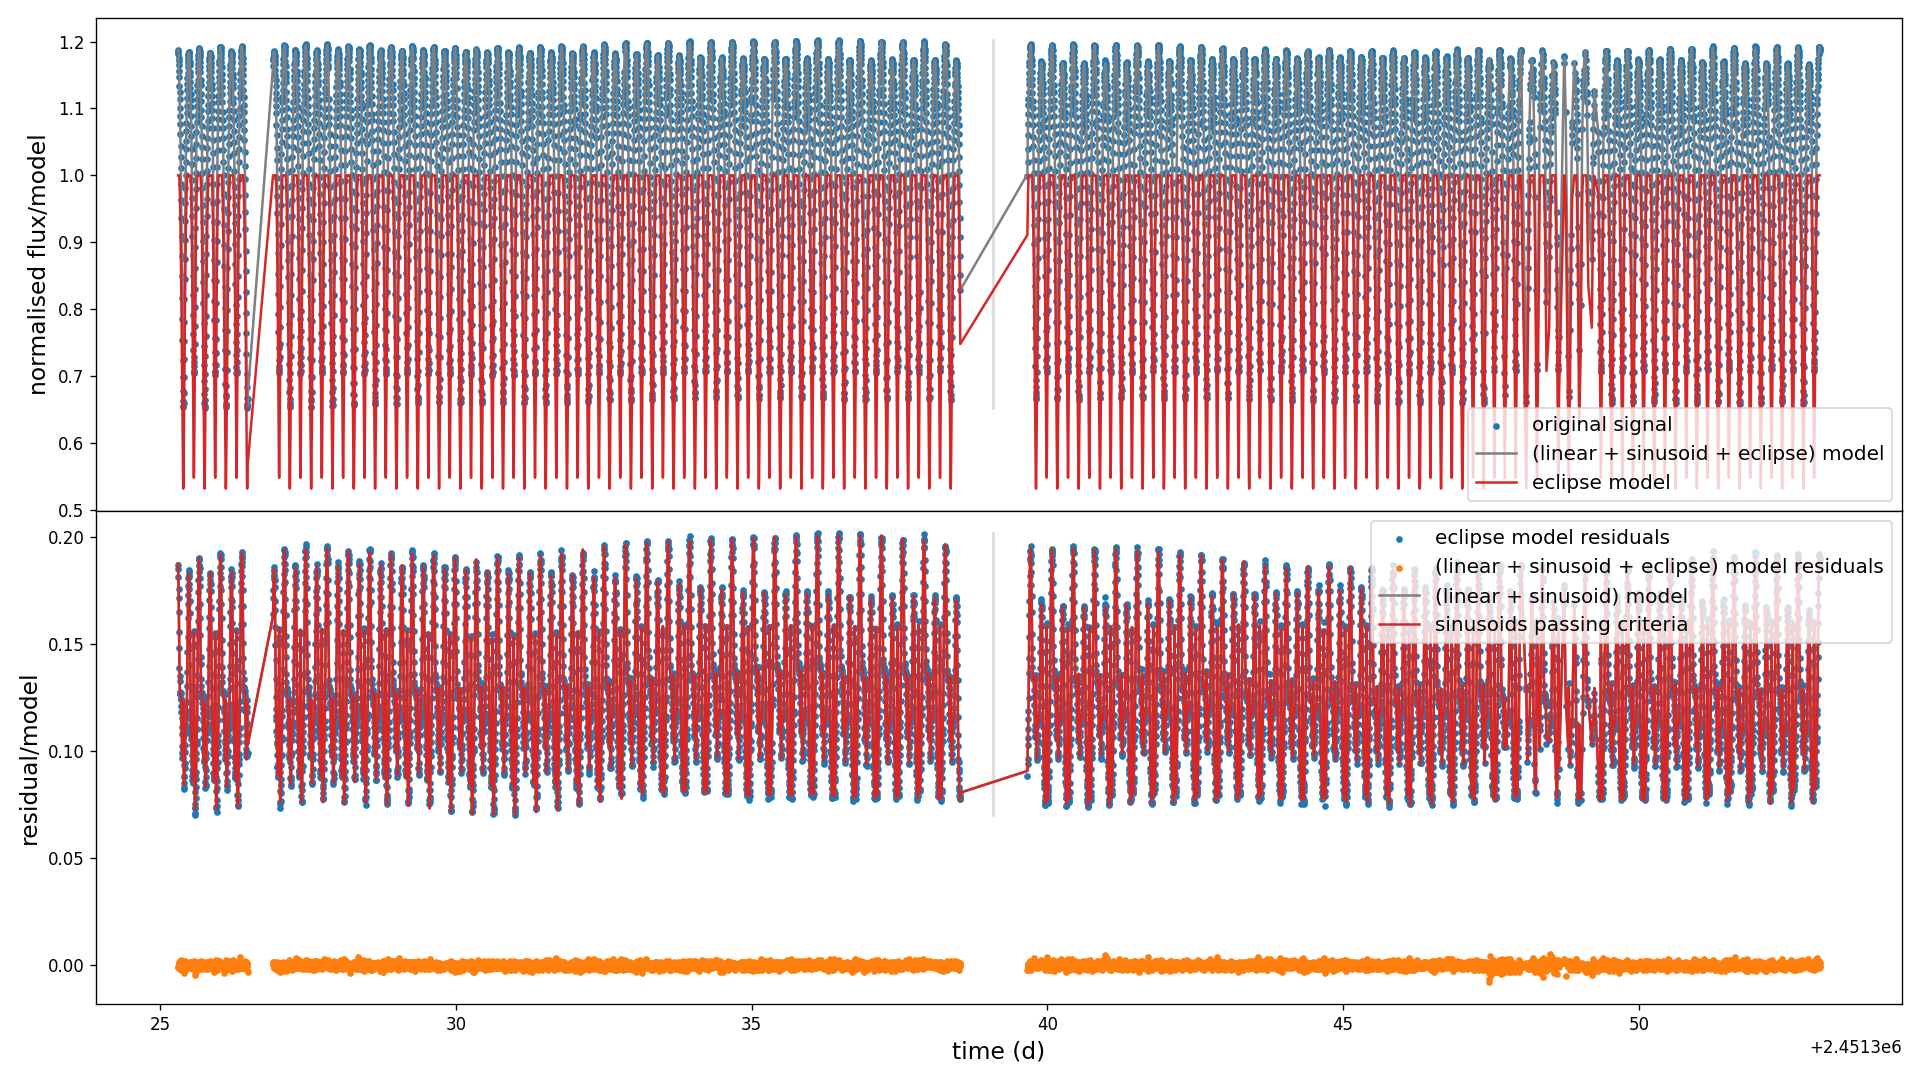 1.2
1.1
1.0
0.9
0.8
0.7
0.6
0.5
normalised flux/model
original signal
(linear + sinusoid + eclipse) model
eclipse model
0.20
0.15
0.10
0.05
0.00
residual/model
eclipse model residuals
(linear + sinusoid + eclipse) model residuals
(linear + sinusoid) model
sinusoids passing criteria
25
30
35
40
45
50
time (d)
+2.4513e6